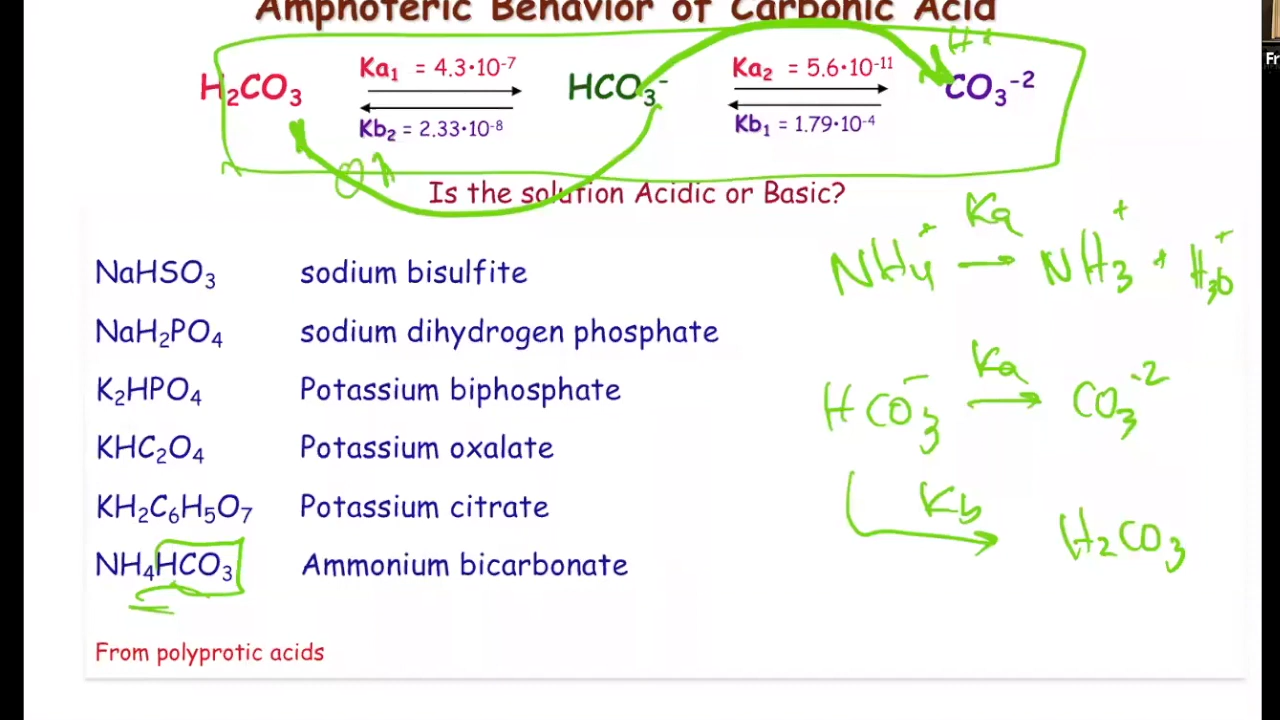 Amphoteric Behavior of Carbonic Acid
H⁺
H₂CO₃ Ka₁ = 4.3•10⁻⁷ HCO₃⁻ Ka₂ = 5.6•10⁻¹¹ CO₃⁻²
Kb₂ = 2.33•10⁻⁸ Kb₁ = 1.79•10⁻⁴
Is the solution Acidic or Basic?
NaHSO₃ sodium bisulfite
NaH₂PO₄ sodium dihydrogen phosphate
K₂HPO₄ Potassium biphosphate
KHC₂O₄ Potassium oxalate
KH₂C₆H₅O₇ Potassium citrate
NH₄HCO₃ Ammonium bicarbonate
From polyprotic acids
Ka
NH₄⁺ → NH₃⁺ + H₃O⁺
Ka
HCO₃⁻ → CO₃⁻²
Kb
H₂CO₃
Fr